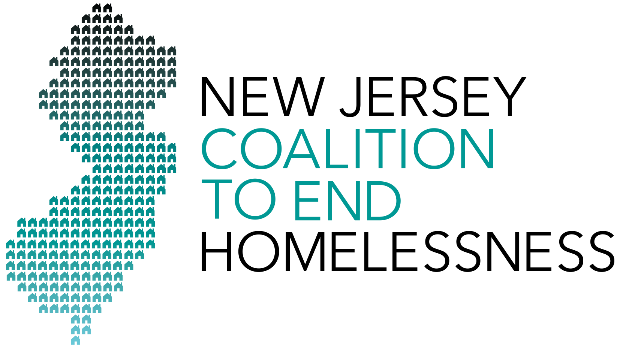 NEW JERSEY
COALITION
TO END
HOMELESSNESS